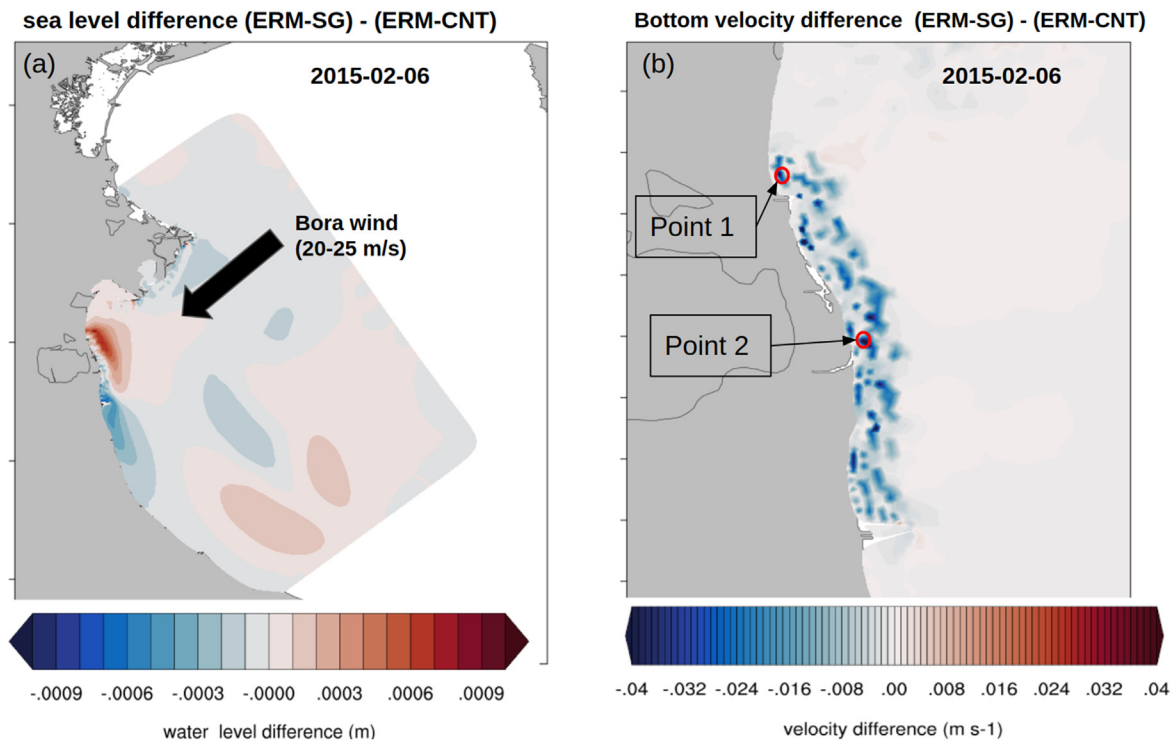 sea level difference (ERM-SG) - (ERM-CNT)
(a)
2015-02-06
Bora wind
(20-25 m/s)
-.0009 -.0006 -.0003 -.0000 .0003 .0006 .0009
water level difference (m)
Bottom velocity difference (ERM-SG) - (ERM-CNT)
(b)
2015-02-06
Point 1
Point 2
-.04 -.032 -.024 -.016 -.008 .00 .008 .016 .024 .032 .04
velocity difference (m s-1)